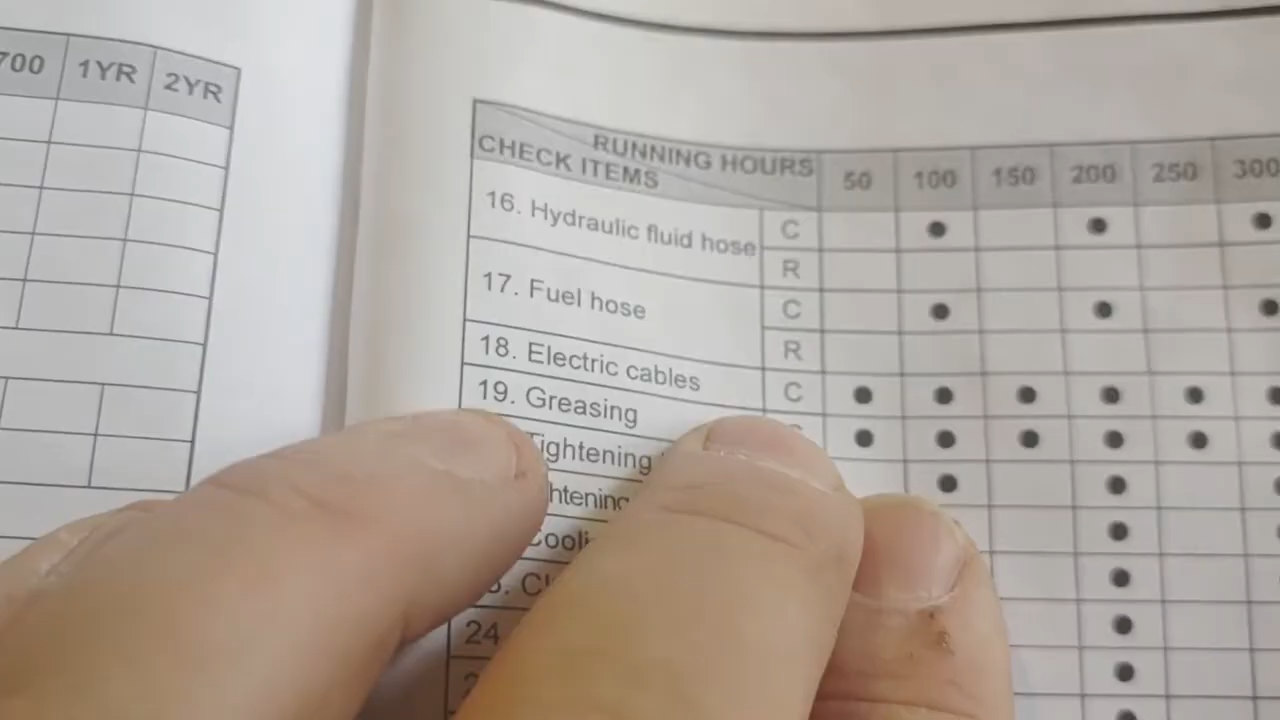 700 1YR 2YR
RUNNING HOURS
CHECK ITEMS
50 100 150 200 250 300
16. Hydraulic fluid hose C
R
17. Fuel hose C
R
18. Electric cables C
19. Greasing
Tightening
24